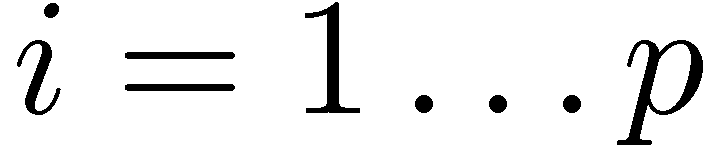 i = 1 . . . p